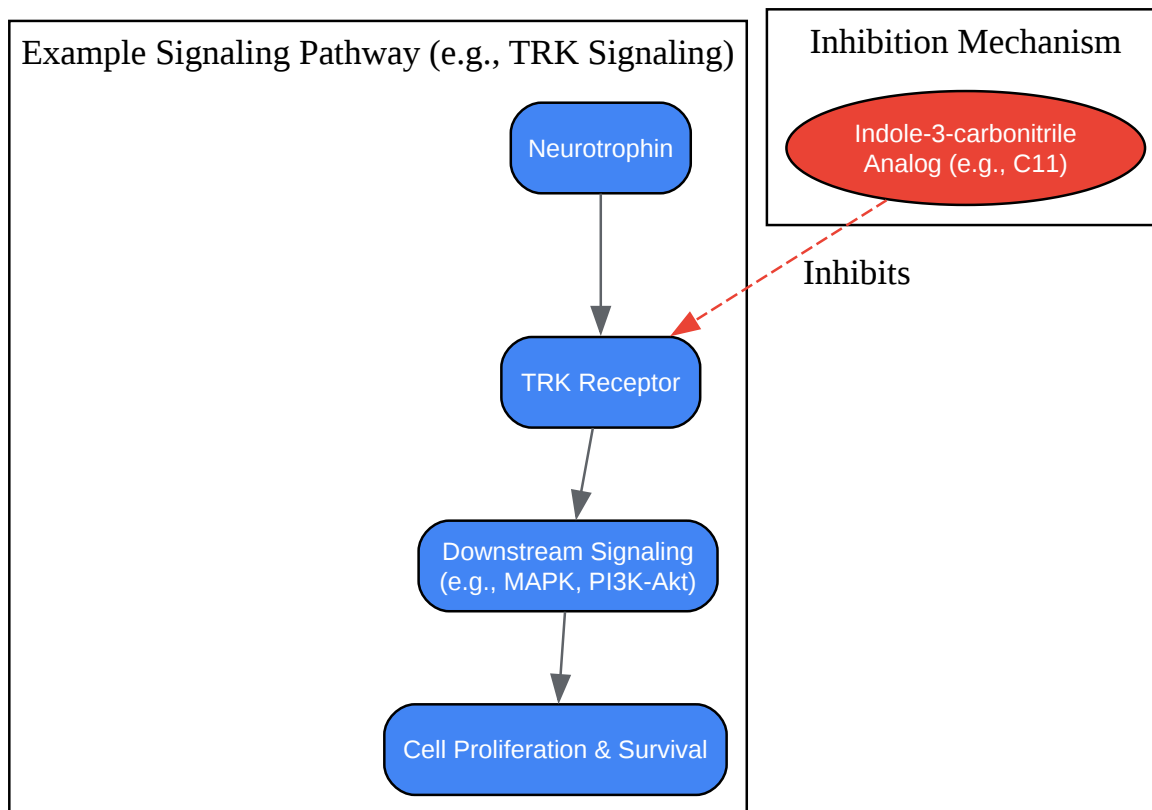 Example Signaling Pathway (e.g., TRK Signaling)
Neurotrophin
TRK Receptor
Downstream Signaling
(e.g., MAPK, PI3K-Akt)
Cell Proliferation & Survival
Inhibition Mechanism
Indole-3-carbonitrile
Analog (e.g., C11)
Inhibits